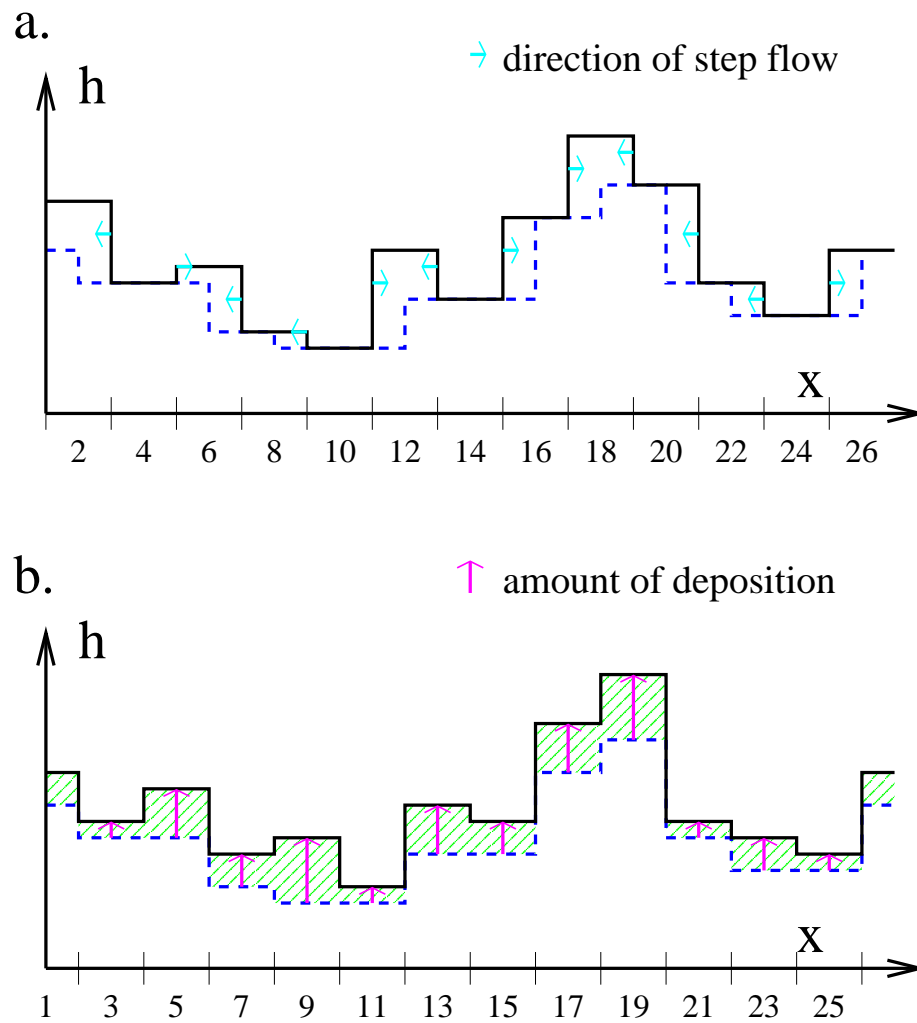 a.
direction of step flow
h
x
2 4 6 8 10 12 14 16 18 20 22 24 26
b.
amount of deposition
h
x
1 3 5 7 9 11 13 15 17 19 21 23 25